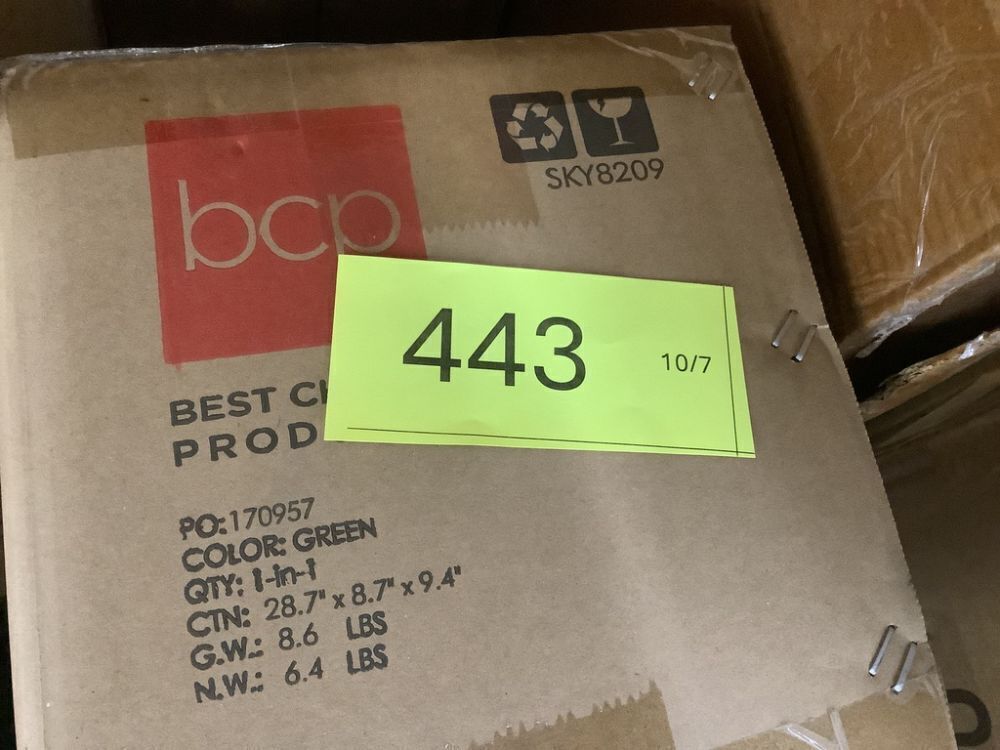 bcp
SKY8209
443
10/7
BEST
PROD
PO:170957
COLOR: GREEN
QTY: 1-in-1
CTN: 28.7" x 8.7" x 9.4"
G.W.: 8.6 LBS
N.W.: 6.4 LBS